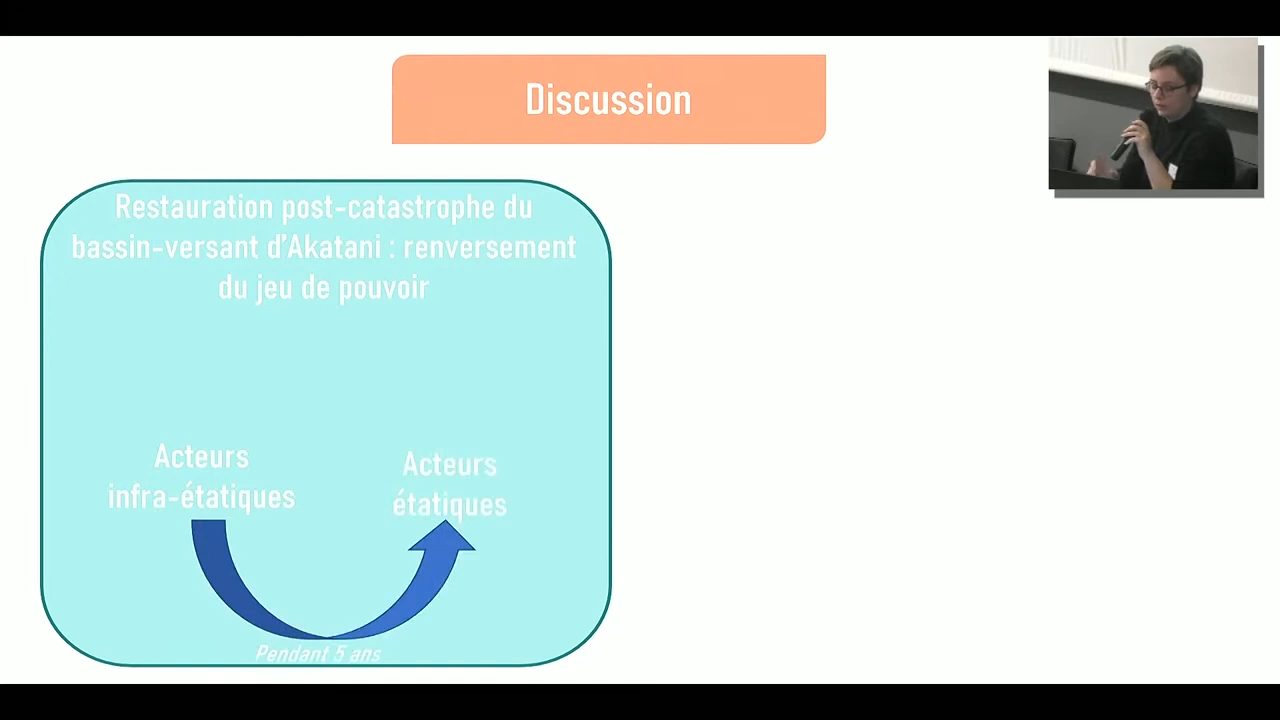 Discussion
Restauration post-catastrophe du
bassin-versant d'Akatani : renversement
du jeu de pouvoir
Acteurs
infra-étatiques
Acteurs
étatiques
Pendant 5 ans